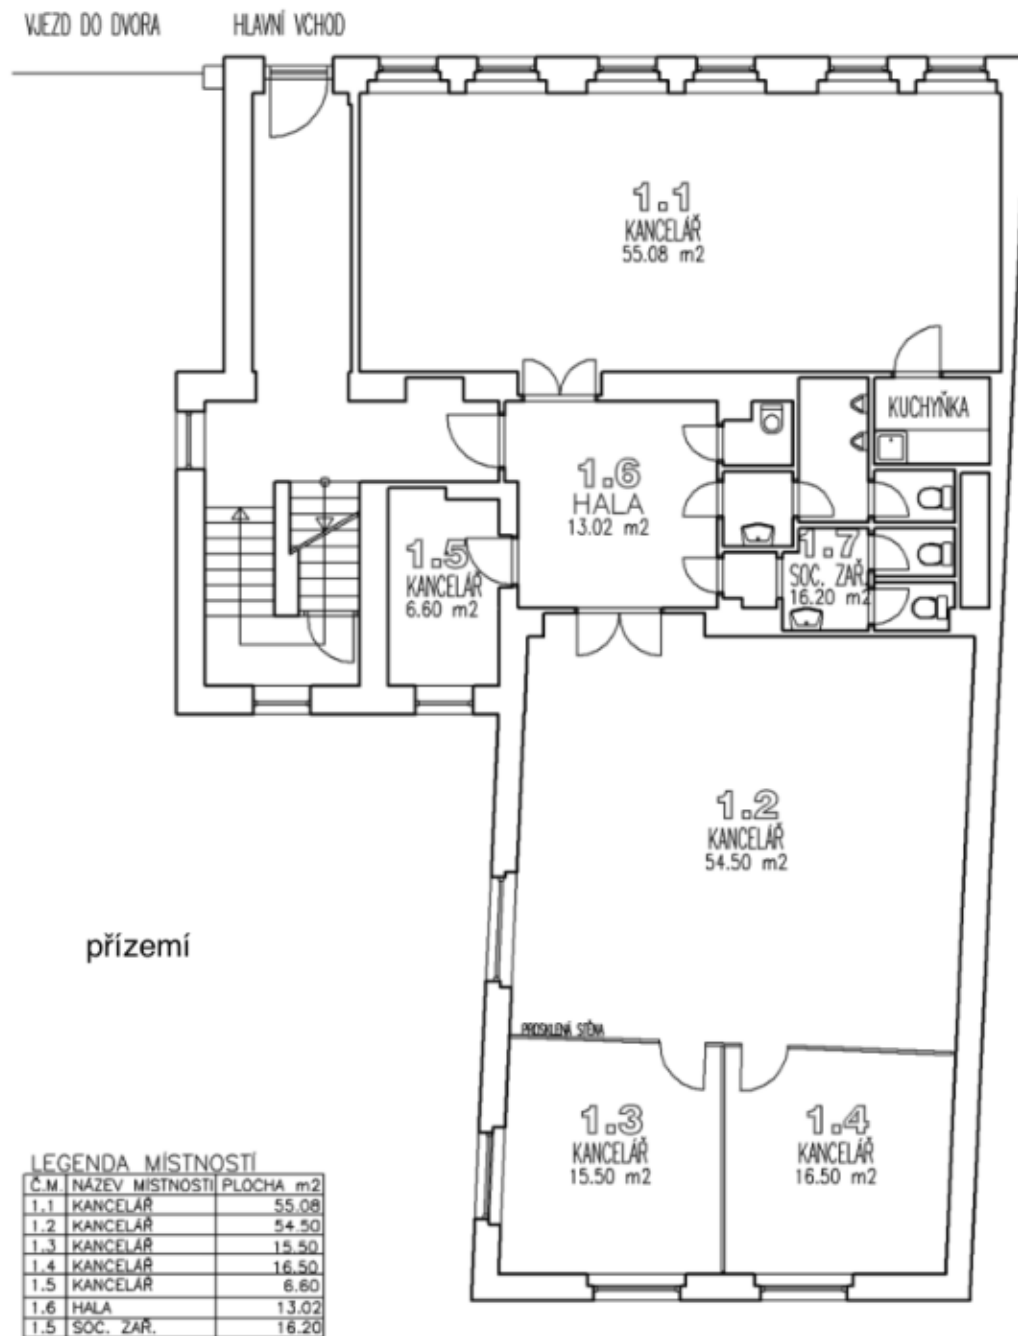 VJEZD DO DVORA
HLAVNÍ VCHOD
1.1
KANCELÁŘ
55.08 m2
KUCHYŇKA
1.6
HALA
13.02 m2
1.5
KANCELÁŘ
6.60 m2
1.7
SOC. ZAŘ.
16.20 m2
1.2
KANCELÁŘ
54.50 m2
přízemí
PROSKLENÁ STĚNA
1.3
KANCELÁŘ
15.50 m2
1.4
KANCELÁŘ
16.50 m2
LEGENDA MÍSTNOSTÍ
Č.M. NÁZEV MÍSTNOSTI PLOCHA m2
1.1 KANCELÁŘ 55.08
1.2 KANCELÁŘ 54.50
1.3 KANCELÁŘ 15.50
1.4 KANCELÁŘ 16.50
1.5 KANCELÁŘ 6.60
1.6 HALA 13.02
1.5 SOC. ZAŘ. 16.20